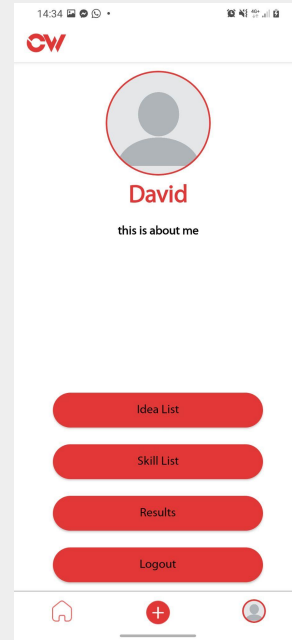 14:34
CW
David
this is about me
Idea List
Skill List
Results
Logout